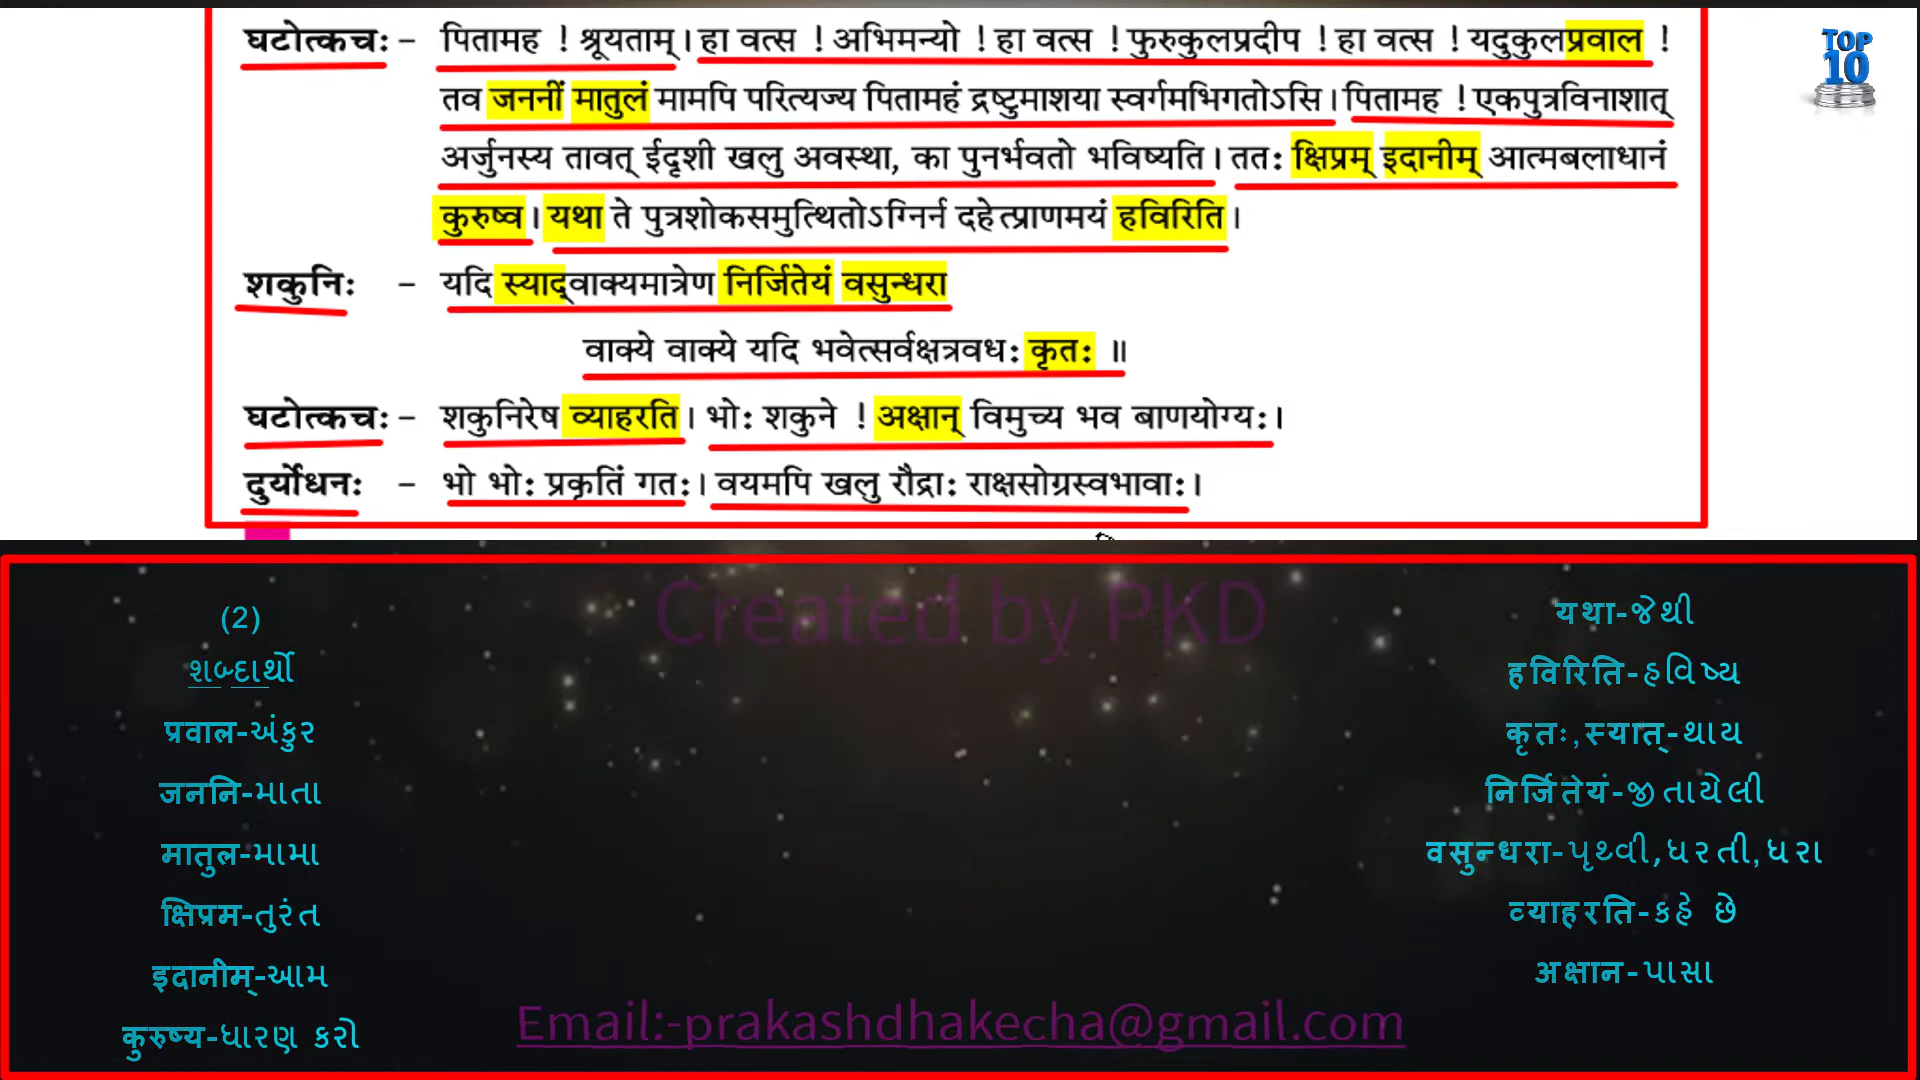 घटोत्कचः – पितामह ! श्रूयताम् । हा वत्स ! अभिमन्यो ! हा वत्स ! फुरुकुलप्रदीप ! हा वत्स ! यदुकुलप्रवाल !
तव जननीं मातुलं मामपि परित्यज्य पितामहं द्रष्टुमाशया स्वर्गमभिगतोऽसि । पितामह ! एकपुत्रविनाशात्
अर्जुनस्य तावत् ईदृशी खलु अवस्था, का पुनर्भवतो भविष्यति । ततः क्षिप्रम् इदानीम् आत्मबलाधानं
कुरुष्व । यथा ते पुत्रशोकसमुत्थितोऽग्निर्न दहेत्प्राणमयं हविरिति ।
शकुनिः – यदि स्याद्वाक्यमात्रेण निर्जितेयं वसुन्धरा
वाक्ये वाक्ये यदि भवेत्सर्वक्षत्रवधः कृतः ॥
घटोत्कचः – शकुनिरेष व्याहरति । भोः शकुने ! अक्षान् विमुच्य भव बाणयोग्यः ।
दुर्योधनः – भो भोः प्रकृतिं गतः । वयमपि खलु रौद्राः राक्षसोग्रस्वभावाः ।
TOP
10
Created by PKD
(2)
શબ્દાર્થો
प्रवाल-અંકુર
जननि-માતા
मातुल-મામા
क्षिप्रम-તુરંત
इदानीम्-આમ
कुरुष्य-ધારણ કરો
यथा-જેથી
हविरिति-હવિષ્ય
कृतः,स्यात्-થાય
निर्जितेयं-જીતાયેલી
वसुन्धरा-પૃથ્વી,ધરતી,ધરા
व्याहरति-કહે છે
अक्षान-પાસા
Email:-prakashdhakecha@gmail.com